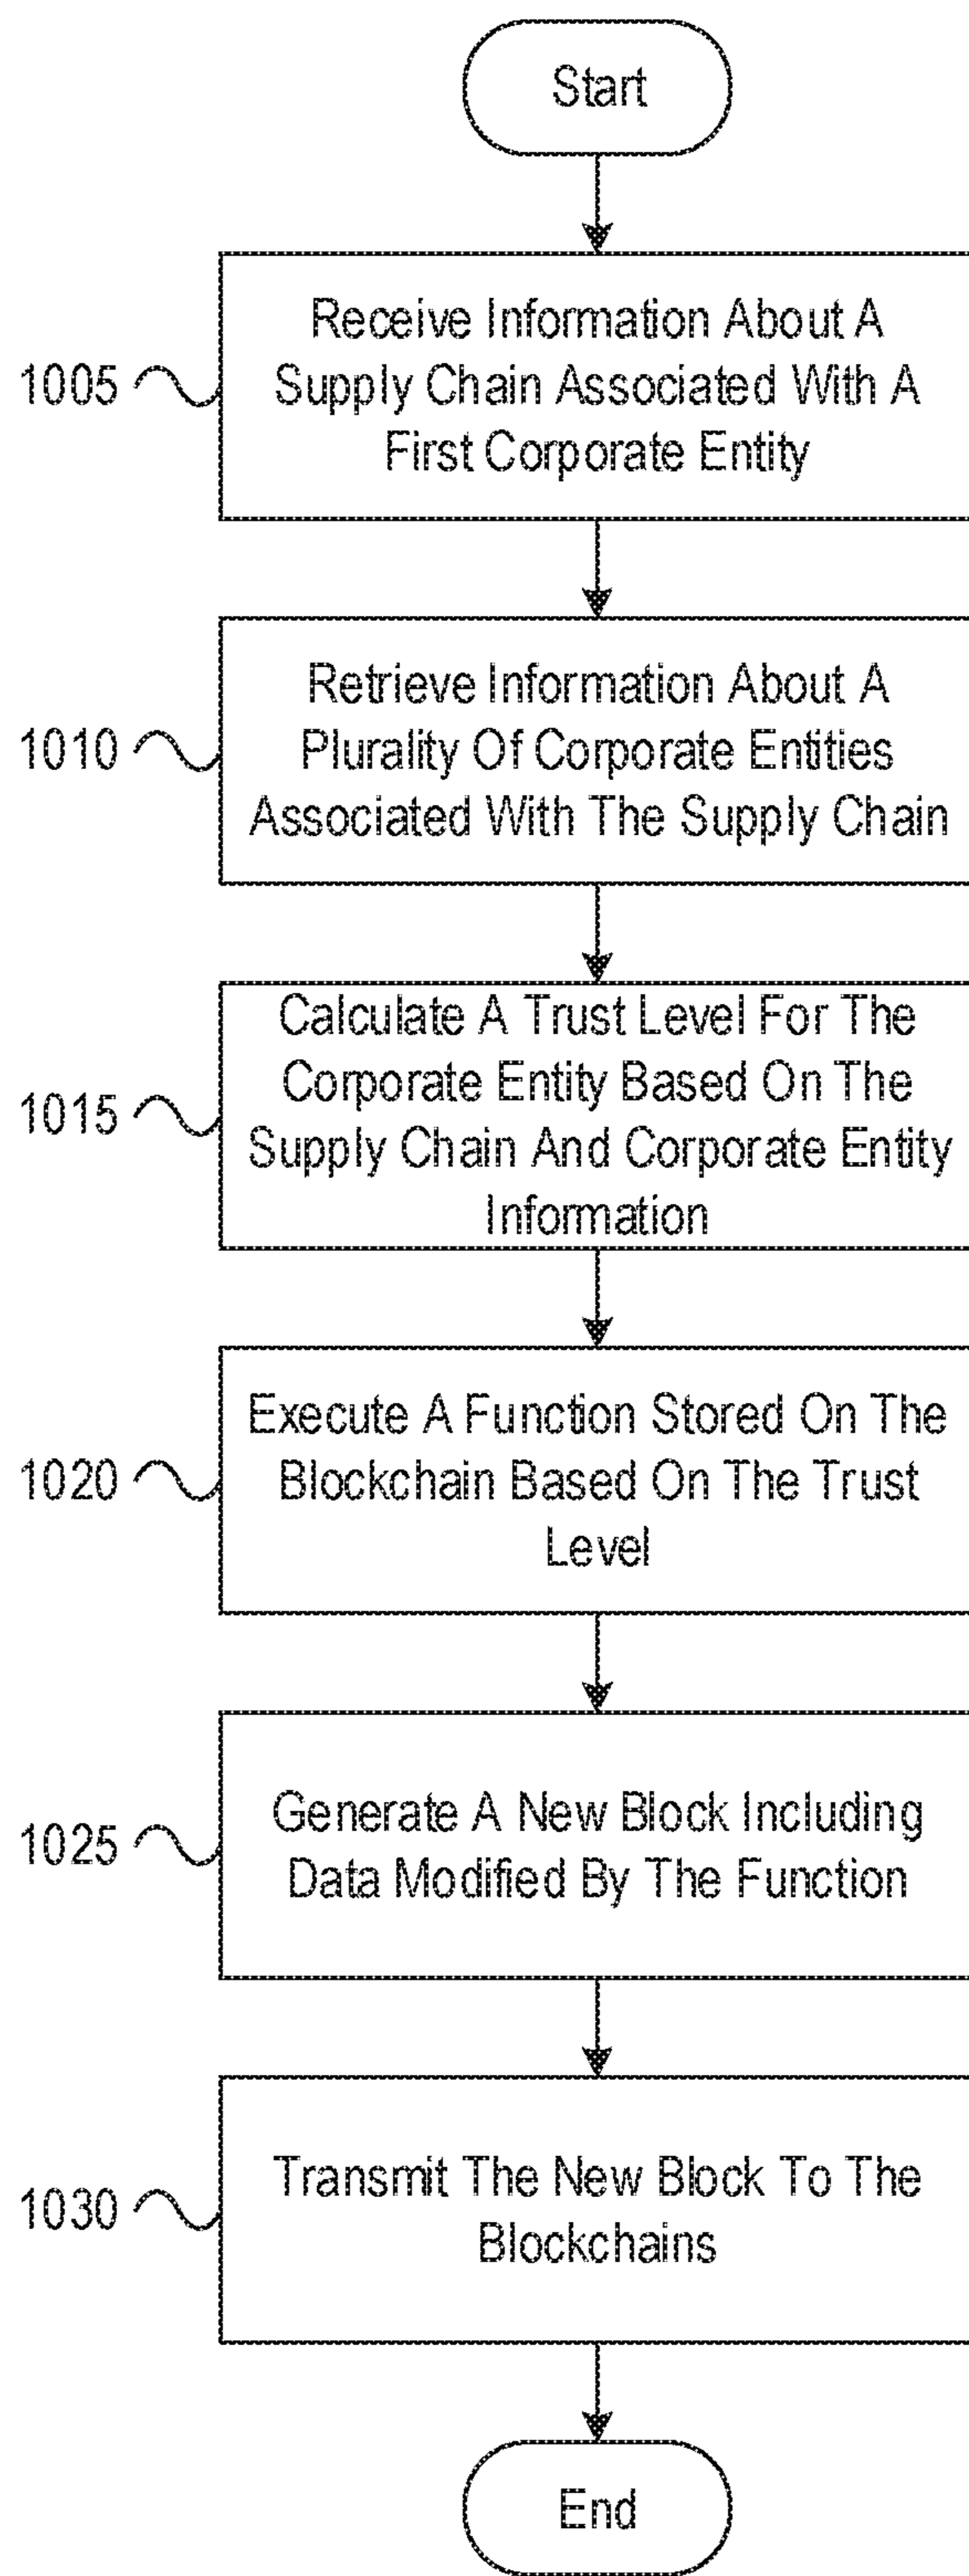 Start
Receive Information About A
1005
Supply Chain Associated With A
First Corporate Entity
Retrieve Information About A
1010
Plurality Of Corporate Entities
Associated With The Supply Chain
Calculate A Trust Level For The
Corporate Entity Based On The
1015
Supply Chain And Corporate Entity
Information
Execute A Function Stored On The
1020
Blockchain Based On The Trust
Level
Generate A New Block Including
1025
Data Modified By The Function
Transmit The New Block To The
1030
Blockchains
End